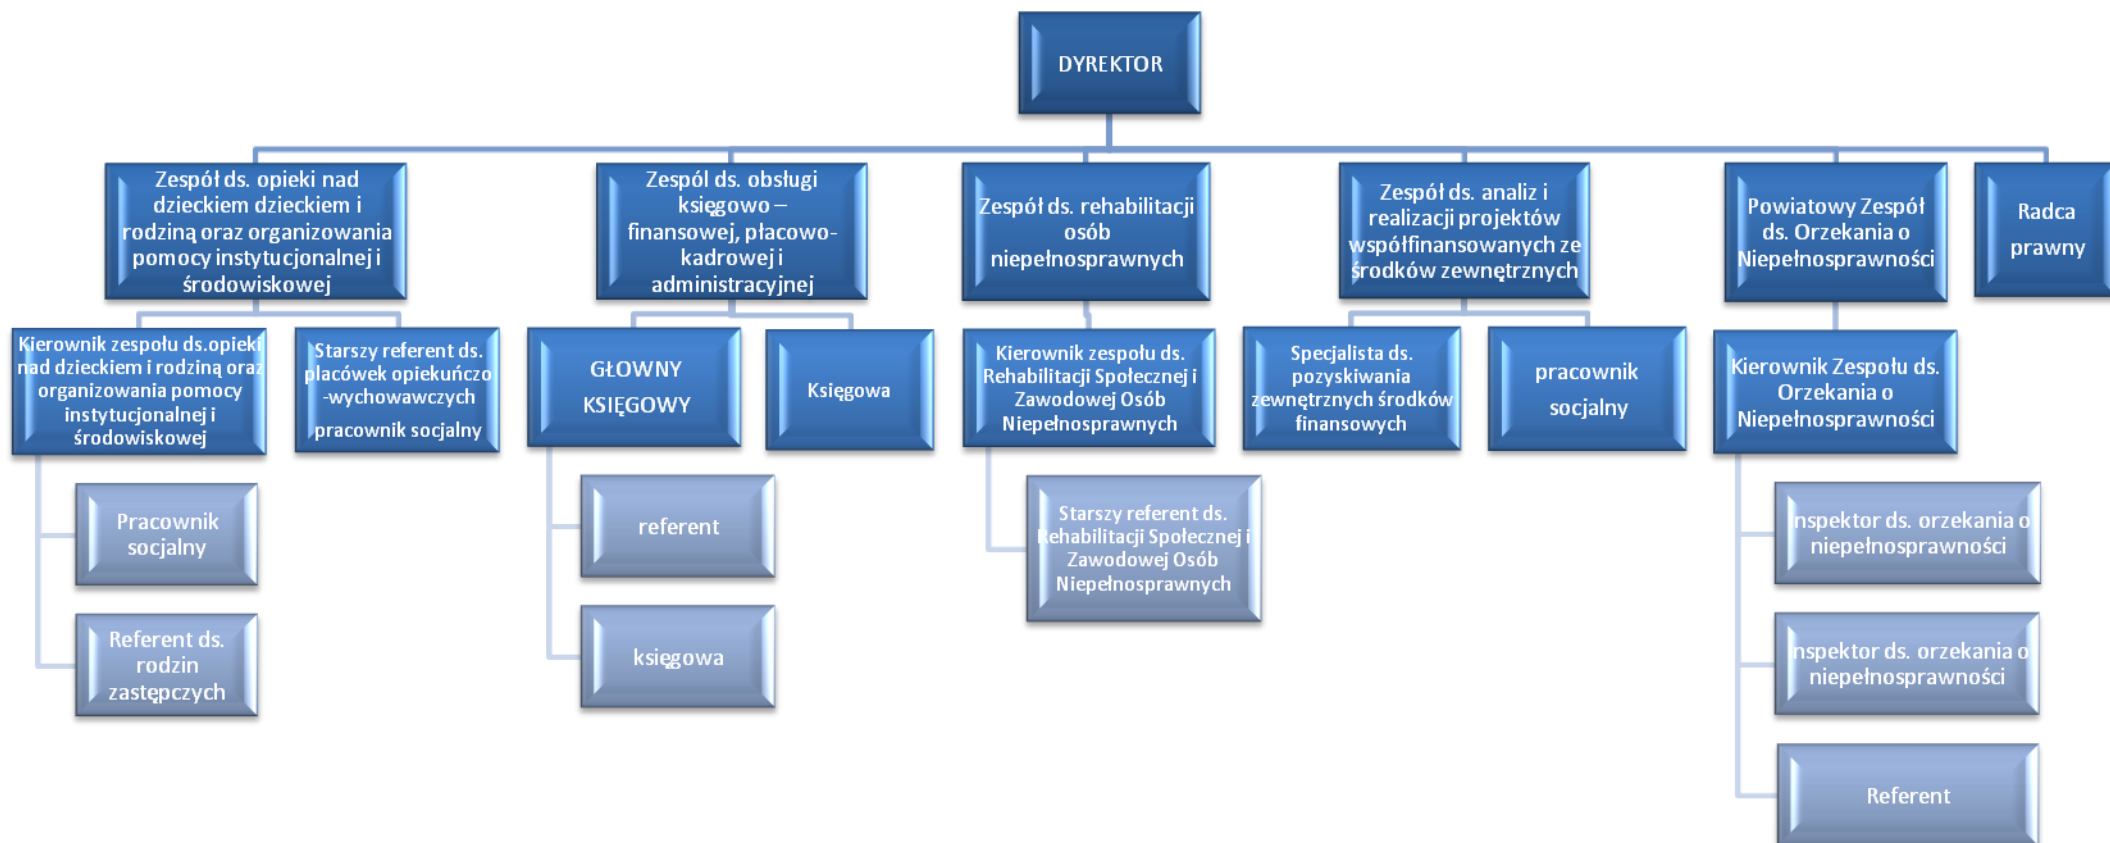 DYREKTOR
Zespół ds. opieki nad
dzieckiem dzieckiem i
rodziną oraz organizowania
pomocy instytucjonalnej i
środowiskowej
Zespól ds. obsługi
księgowo –
finansowej, płacowo-
kadrowej i
administracyjnej
Zespół ds. rehabilitacji
osób
niepełnosprawnych
Zespół ds. analiz i
realizacji projektów
współfinansowanych ze
środków zewnętrznych
Powiatowy Zespół
ds. Orzekania o
Niepełnosprawności
Radca
prawny
Kierownik zespołu ds.opieki
nad dzieckiem i rodziną oraz
organizowania pomocy
instytucjonalnej i
środowiskowej
Starszy referent ds.
placówek opiekuńczo
-wychowawczych
pracownik socjalny
GŁOWNY
KSIĘGOWY
Księgowa
Kierownik zespołu ds.
Rehabilitacji Społecznej i
Zawodowej Osób
Niepełnosprawnych
Specjalista ds.
pozyskiwania
zewnętrznych środków
finansowych
pracownik
socjalny
Kierownik Zespołu ds.
Orzekania o
Niepełnosprawności
Pracownik
socjalny
Referent ds.
rodzin
zastępczych
referent
księgowa
Starszy referent ds.
Rehabilitacji Społecznej i
Zawodowej Osób
Niepełnosprawnych
Inspektor ds. orzekania o
niepełnosprawności
Inspektor ds. orzekania o
niepełnosprawności
Referent